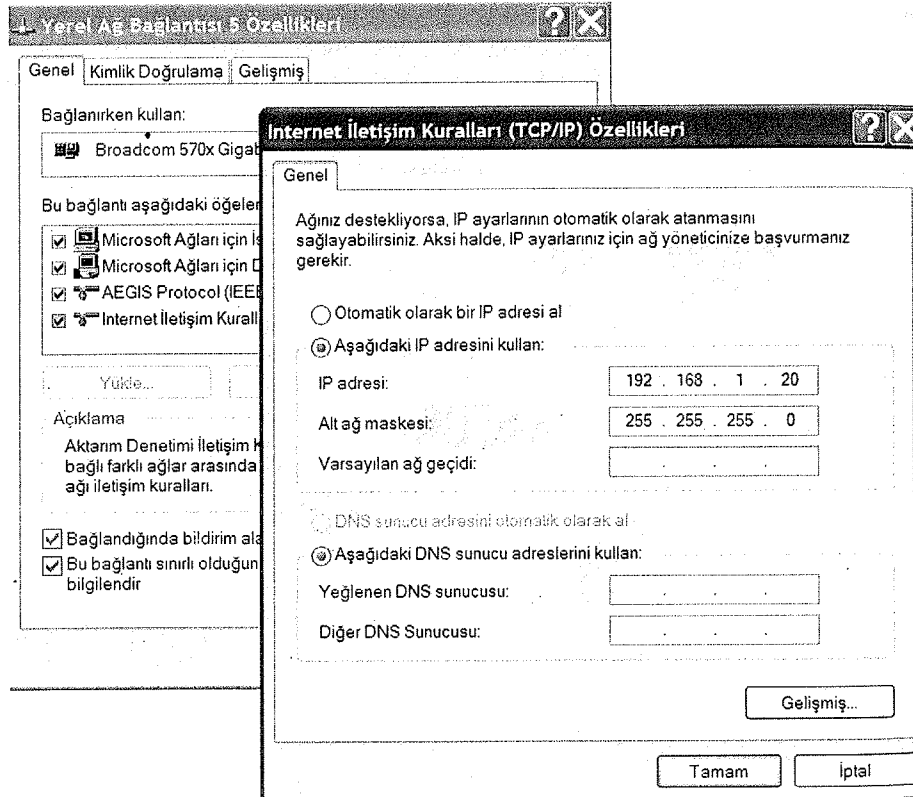 Yerel Ağ Bağlantısı 5 Özellikleri
Genel Kimlik Doğrulama Gelişmiş
Bağlanırken kullan:
Broadcom 570x Gigab
Bu bağlantı aşağıdaki öğeler
Microsoft Ağları için İs
Microsoft Ağları için D
AEGIS Protocol (IEEE
Internet İletişim Kurall
Yükle...
Açıklama
Aktarım Denetimi İletişim K
bağlı farklı ağlar arasında
ağı iletişim kuralları.
Bağlandığında bildirim ala
Bu bağlantı sınırlı olduğun
bilgilendir
Internet İletişim Kuralları (TCP/IP) Özellikleri
Genel
Ağınız destekliyorsa, IP ayarlarının otomatik olarak atanmasını
sağlayabilirsiniz. Aksi halde, IP ayarlarınız için ağ yöneticinize başvurmanız
gerekir.
Otomatik olarak bir IP adresi al
Aşağıdaki IP adresini kullan:
IP adresi: 192 . 168 . 1 . 20
Alt ağ maskesi: 255 . 255 . 255 . 0
Varsayılan ağ geçidi: . . .
DNS sunucu adresini otomatik olarak al
Aşağıdaki DNS sunucu adreslerini kullan:
Yeğlenen DNS sunucusu: . . .
Diğer DNS Sunucusu: . . .
Gelişmiş...
Tamam İptal